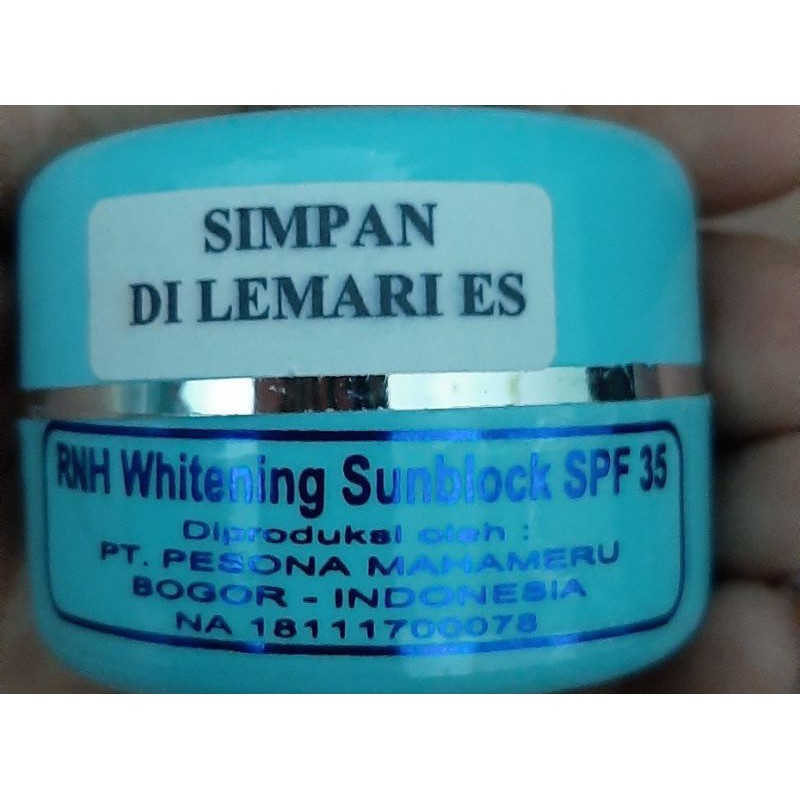 SIMPAN
DI LEMARI ES
RNH Whitening Sunblock SPF 35
Diproduksi oleh :
PT. PESONA MAHAMERU
BOGOR - INDONESIA
NA 18111700078